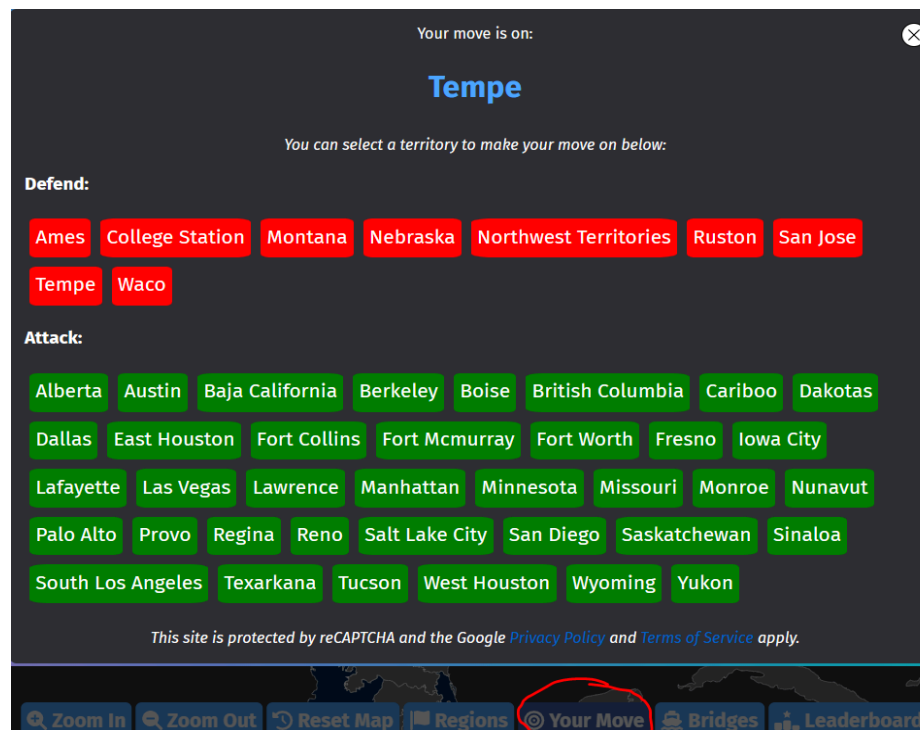 Your move is on:
Tempe
You can select a territory to make your move on below:
Defend:
Ames College Station Montana Nebraska Northwest Territories Ruston San Jose
Tempe Waco
Attack:
Alberta Austin Baja California Berkeley Boise British Columbia Cariboo Dakotas
Dallas East Houston Fort Collins Fort Mcmurray Fort Worth Fresno Iowa City
Lafayette Las Vegas Lawrence Manhattan Minnesota Missouri Monroe Nunavut
Palo Alto Provo Regina Reno Salt Lake City San Diego Saskatchewan Sinaloa
South Los Angeles Texarkana Tucson West Houston Wyoming Yukon
This site is protected by reCAPTCHA and the Google Privacy Policy and Terms of Service apply.
Zoom In Zoom Out Reset Map Regions Your Move Bridges Leaderboard